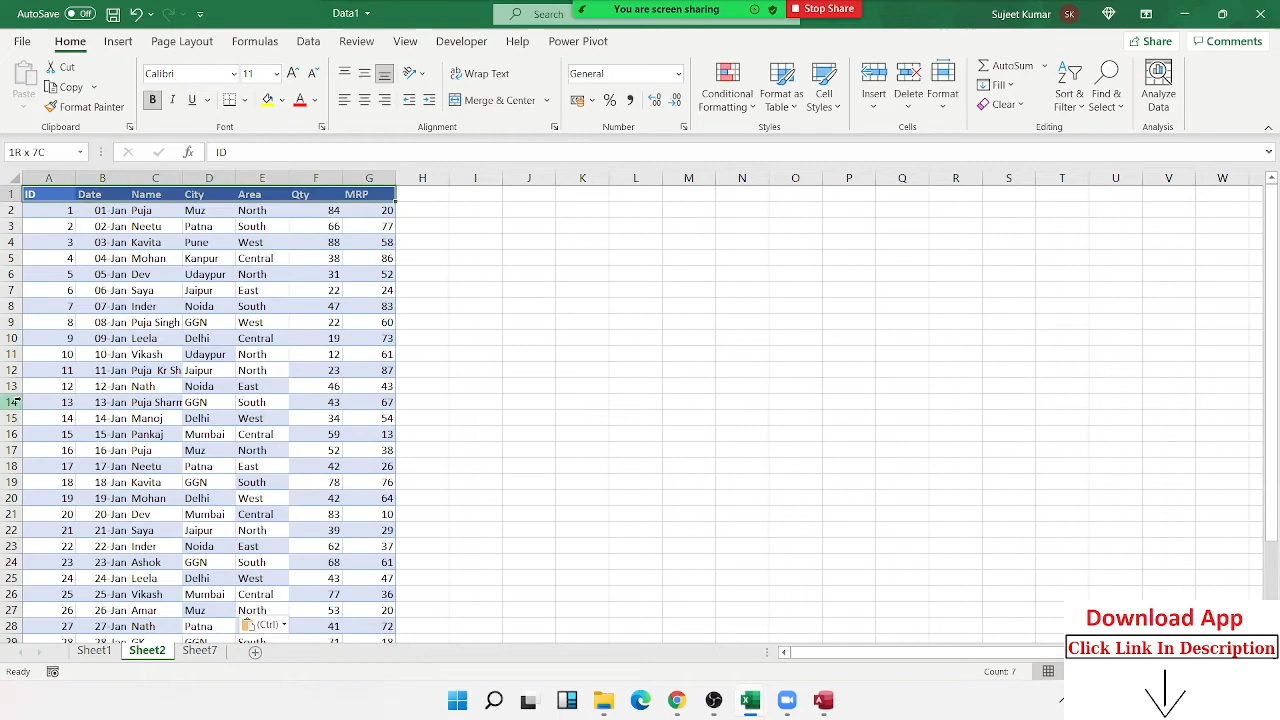 AutoSave Off Data1 Search You are screen sharing Stop Share Sujeet Kumar SK
File Home Insert Page Layout Formulas Data Review View Developer Help Power Pivot Share Comments
Paste Cut Copy Format Painter Clipboard
Calibri 11 B I U A Font
Wrap Text Merge & Center Alignment
General % Number
Conditional Formatting Format as Table Cell Styles Styles
Insert Delete Format Cells
AutoSum Fill Clear Sort & Filter Find & Select Editing
Analyze Data Analysis
1R x 7C fx ID
A B C D E F G H I J K L M N O P Q R S T U V W
1 ID Date Name City Area Qty MRP
2 1 01-Jan Puja Muz North 84 20
3 2 02-Jan Neetu Patna South 66 77
4 3 03-Jan Kavita Pune West 88 58
5 4 04-Jan Mohan Kanpur Central 38 86
6 5 05-Jan Dev Udaypur North 31 52
7 6 06-Jan Saya Jaipur East 22 24
8 7 07-Jan Inder Noida South 47 83
9 8 08-Jan Puja Singh GGN West 22 60
10 9 09-Jan Leela Delhi Central 19 73
11 10 10-Jan Vikash Udaypur North 12 61
12 11 11-Jan Puja Kr Sh Jaipur North 23 87
13 12 12-Jan Nath Noida East 46 43
14 13 13-Jan Puja Sharm GGN South 43 67
15 14 14-Jan Manoj Delhi West 34 54
16 15 15-Jan Pankaj Mumbai Central 59 13
17 16 16-Jan Puja Muz North 52 38
18 17 17-Jan Neetu Patna East 42 26
19 18 18-Jan Kavita GGN South 78 76
20 19 19-Jan Mohan Delhi West 42 64
21 20 20-Jan Dev Mumbai Central 83 10
22 21 21-Jan Saya Jaipur North 39 29
23 22 22-Jan Inder Noida East 62 37
24 23 23-Jan Ashok GGN South 68 61
25 24 24-Jan Leela Delhi West 43 47
26 25 25-Jan Vikash Mumbai Central 77 36
27 26 26-Jan Amar Muz North 53 20
28 27 27-Jan Nath Patna (Ctrl) 41 72
29 28 28-Jan GK GGN South 71 18
Sheet1 Sheet2 Sheet7
Ready Count: 7
Download App
Click Link In Description